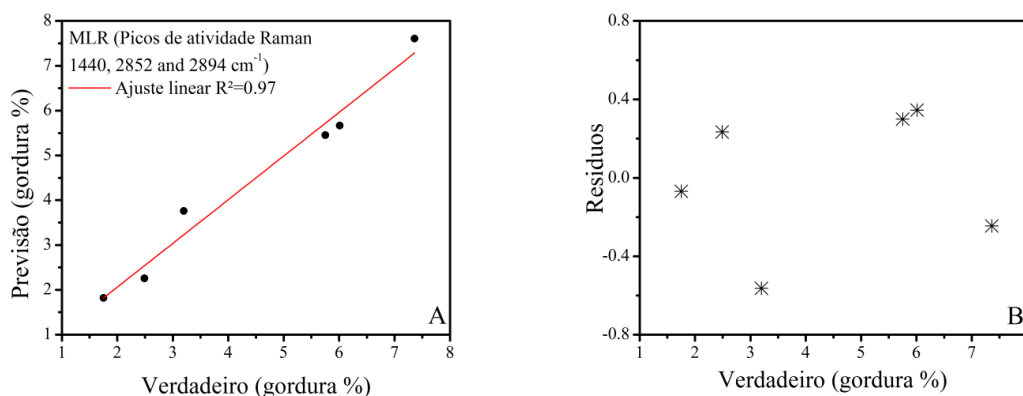 8
7
6
5
4
3
2
1
Previsão (gordura %)
MLR (Picos de atividade Raman
1440, 2852 and 2894 cm⁻¹)
Ajuste linear R²=0.97
A
1 2 3 4 5 6 7 8
Verdadeiro (gordura %)
0.8
0.4
0.0
-0.4
-0.8
Residuos
B
1 2 3 4 5 6 7
Verdadeiro (gordura %)